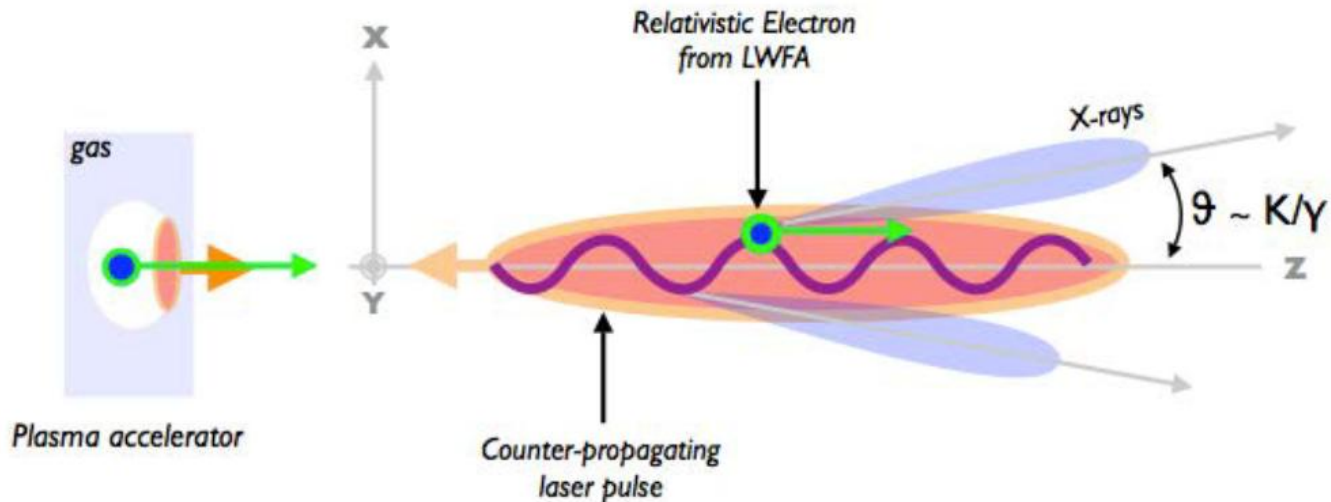 Relativistic Electron
from LWFA
X
X-rays
gas
ϑ ~ K/γ
Z
Y
Plasma accelerator
Counter-propagating
laser pulse